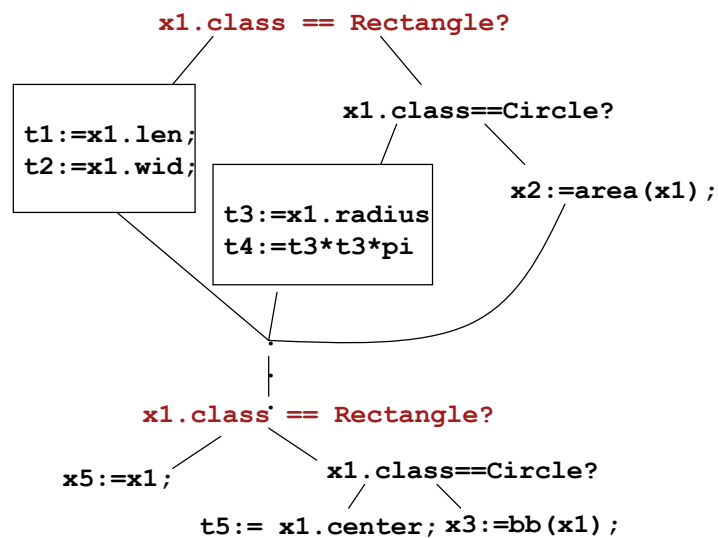 x1.class == Rectangle?
x1.class==Circle?
t1:=x1.len;
t2:=x1.wid;
x2:=area(x1);
t3:=x1.radius
t4:=t3*t3*pi
.
.
.
x1.class == Rectangle?
x1.class==Circle?
x5:=x1;
t5:= x1.center;
x3:=bb(x1);